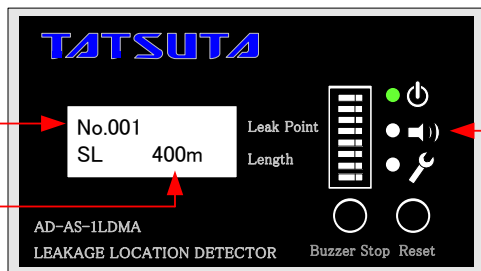 TATSUTA
No.001
SL 400m
Leak Point
Length
AD-AS-1LDMA
LEAKAGE LOCATION DETECTOR
Buzzer Stop Reset